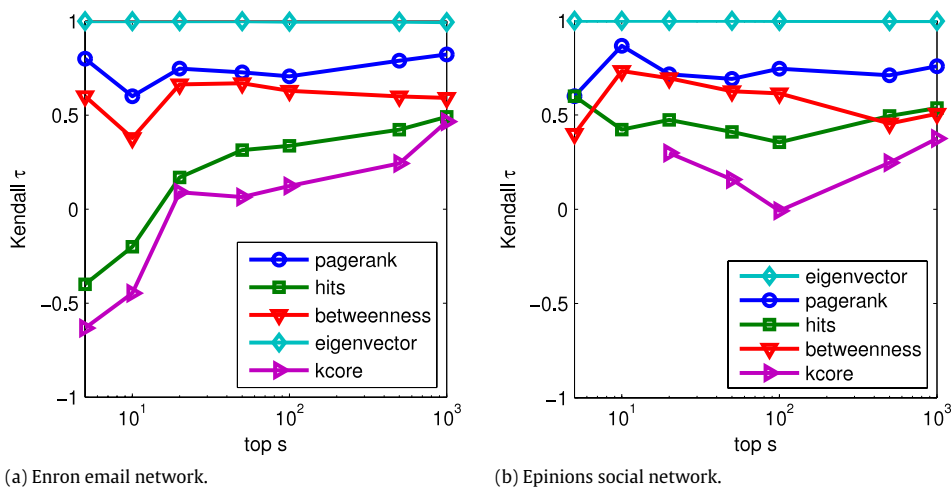 1
0.5
0
−0.5
−1
Kendall τ
pagerank
hits
betweenness
eigenvector
kcore
10^1
10^2
10^3
top s
(a) Enron email network.
1
0.5
0
−0.5
−1
Kendall τ
eigenvector
pagerank
hits
betweenness
kcore
10^1
10^2
10^3
top s
(b) Epinions social network.